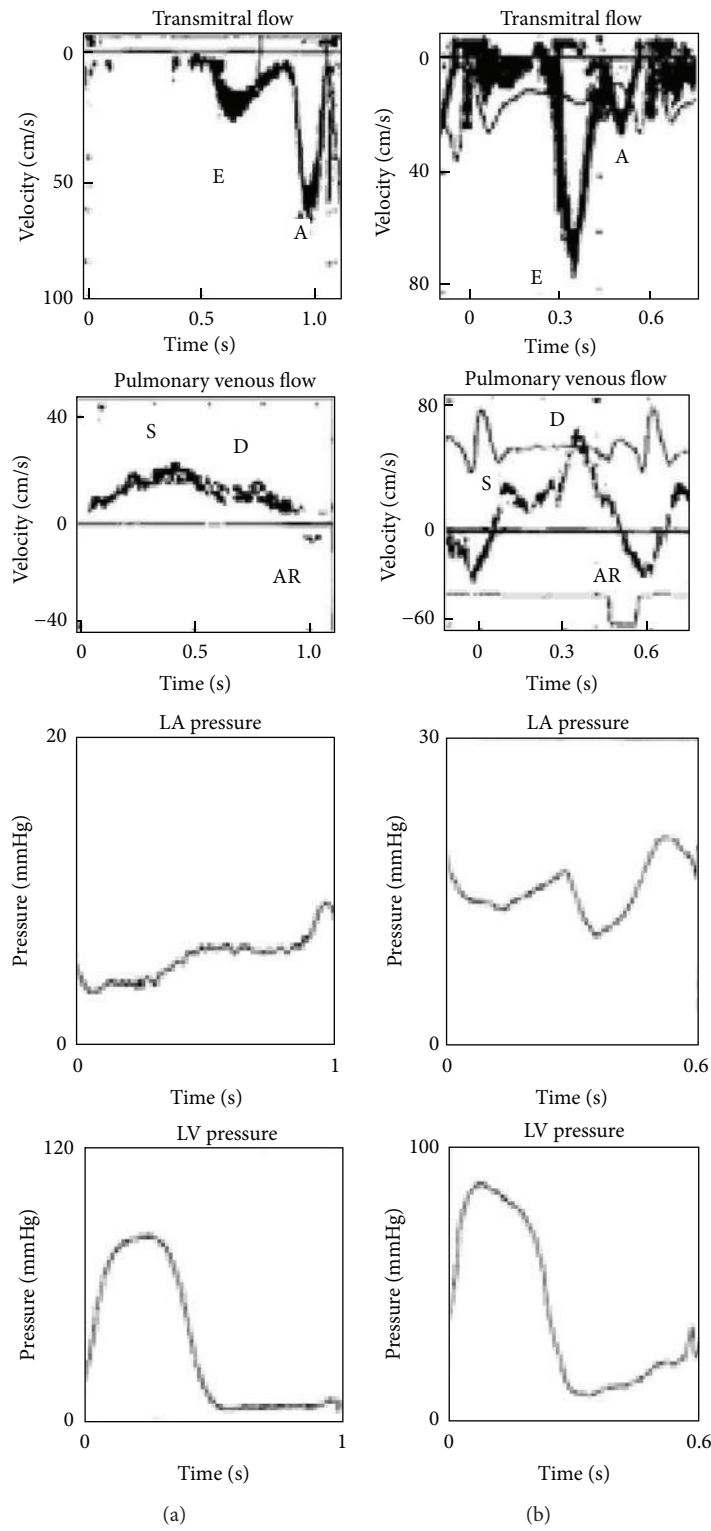 Transmitral flow
0
50
100
Velocity (cm/s)
E
A
0
0.5
1.0
Time (s)
Transmitral flow
0
40
80
Velocity (cm/s)
E
A
0
0.3
0.6
Time (s)
Pulmonary venous flow
40
0
−40
Velocity (cm/s)
S
D
AR
0
0.5
1.0
Time (s)
Pulmonary venous flow
80
0
−60
Velocity (cm/s)
S
D
AR
0
0.3
0.6
Time (s)
LA pressure
20
0
Pressure (mmHg)
0
1
Time (s)
LA pressure
30
0
Pressure (mmHg)
0
0.6
Time (s)
LV pressure
120
0
Pressure (mmHg)
0
1
Time (s)
(a)
LV pressure
100
0
Pressure (mmHg)
0
0.6
Time (s)
(b)